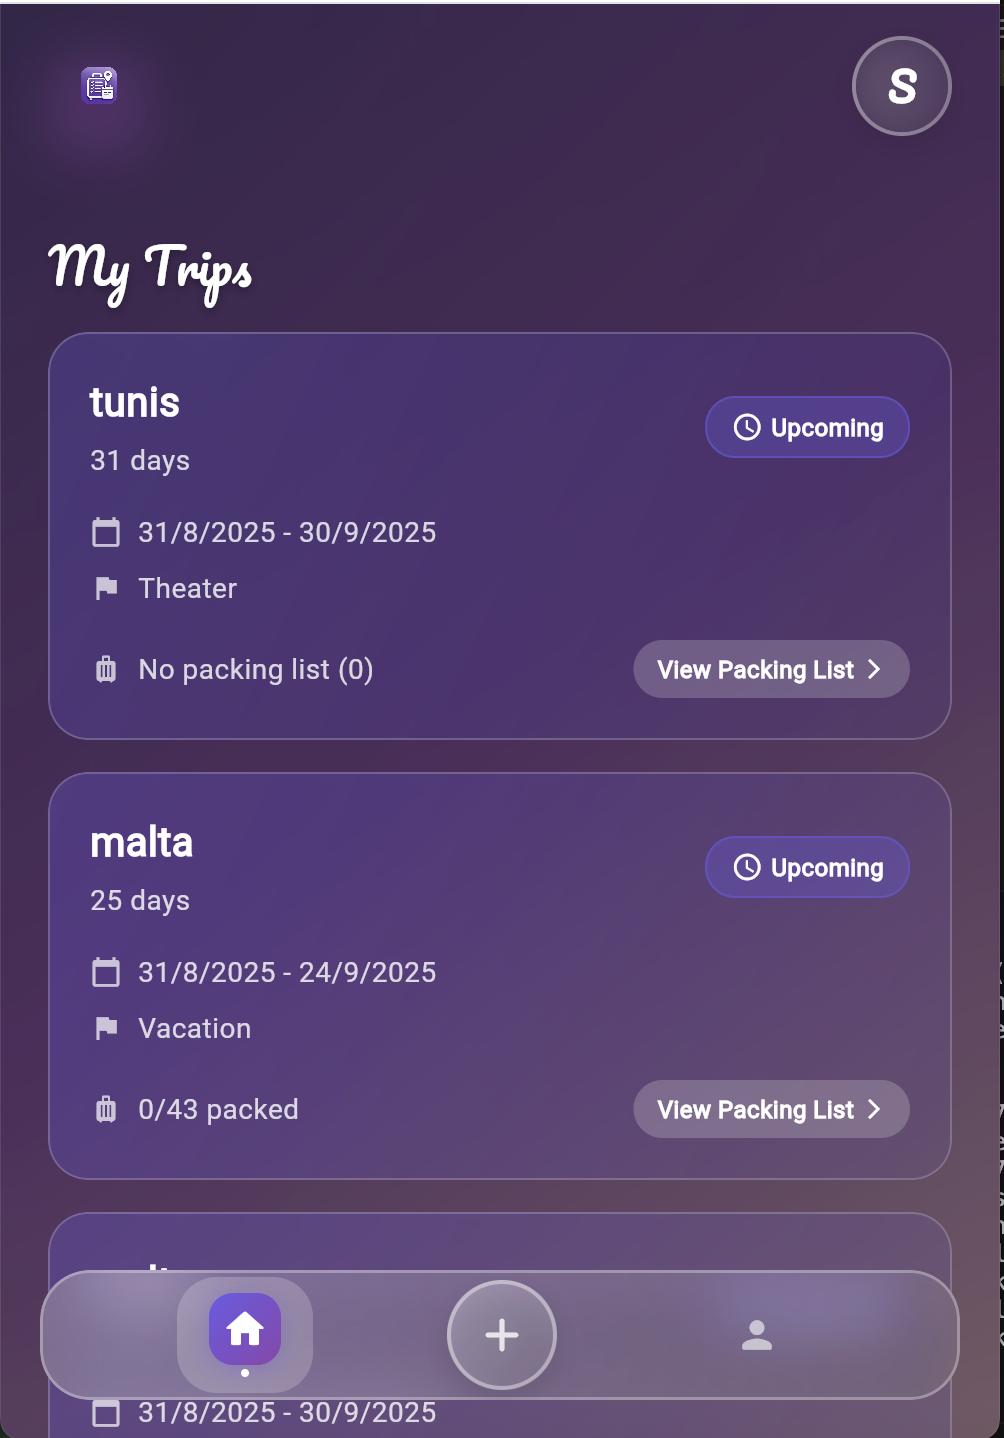 S
My Trips
tunis
Upcoming
31 days
31/8/2025 - 30/9/2025
Theater
No packing list (0)
View Packing List
malta
Upcoming
25 days
31/8/2025 - 24/9/2025
Vacation
0/43 packed
View Packing List
31/8/2025 - 30/9/2025